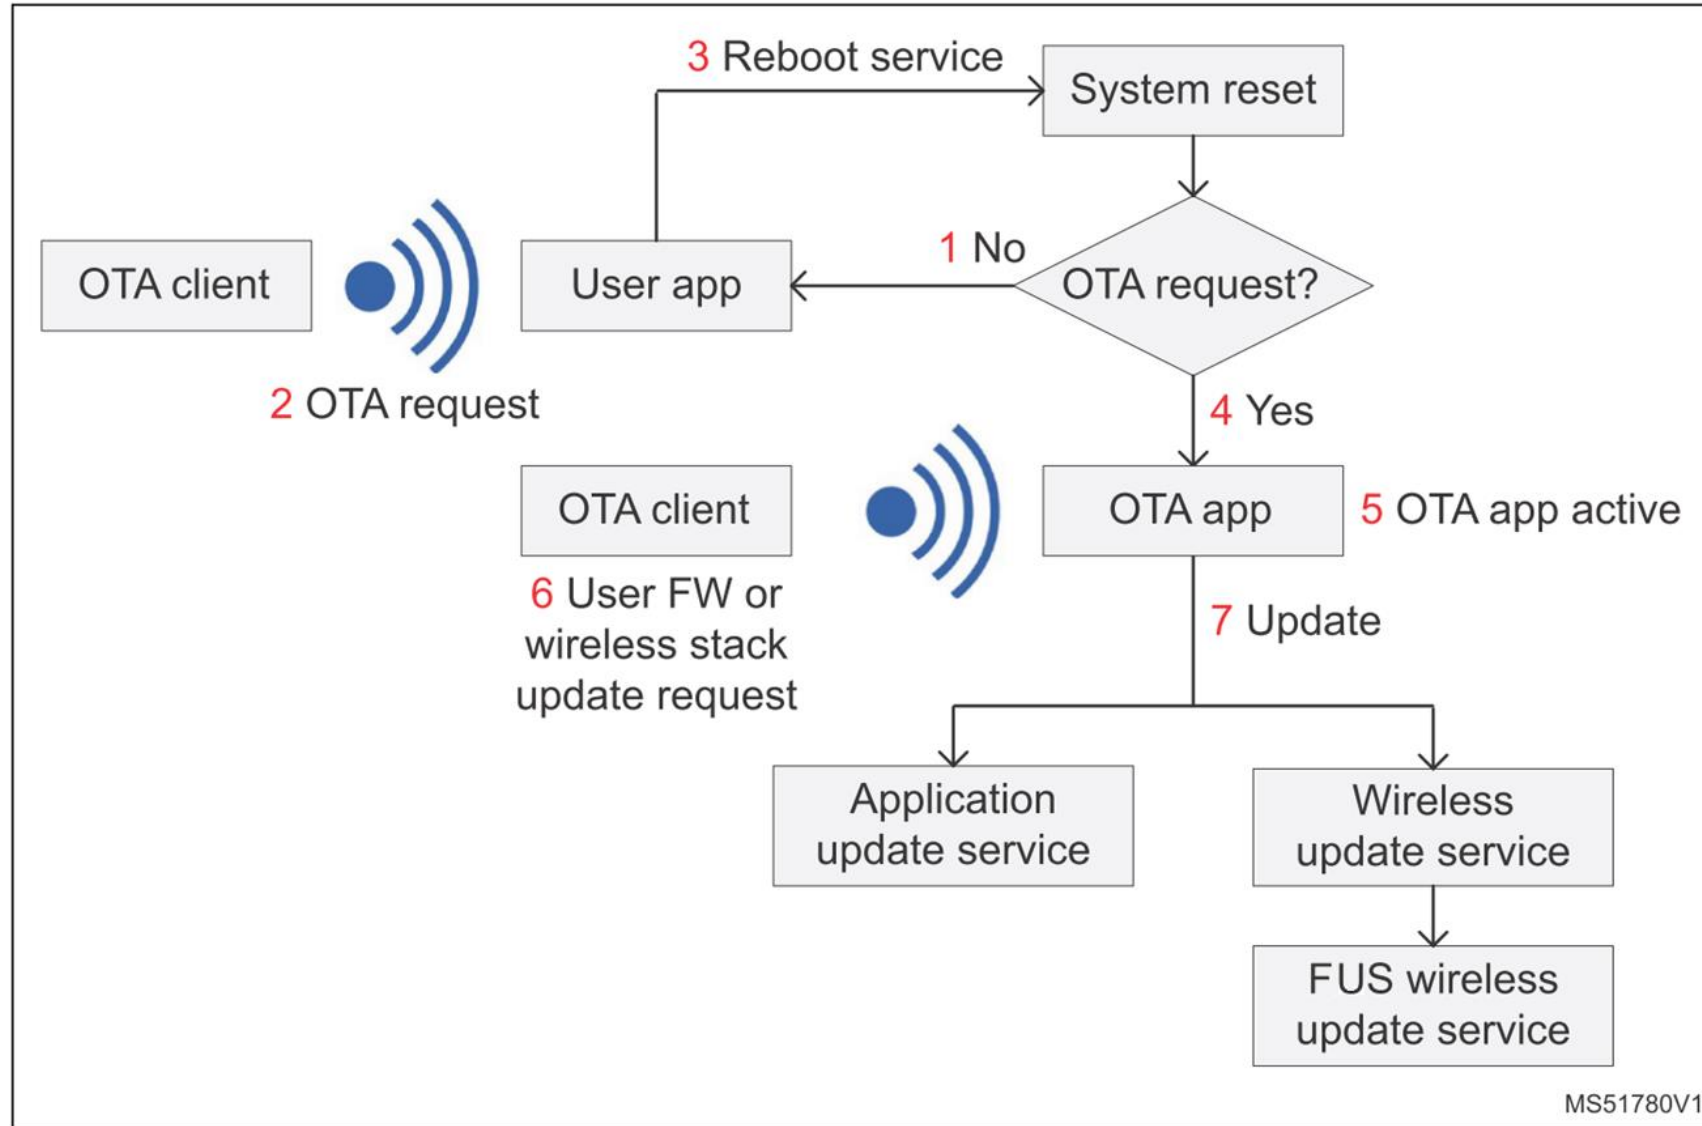 3 Reboot service
System reset
1 No
OTA client
User app
OTA request?
2 OTA request
4 Yes
OTA client
OTA app
5 OTA app active
6 User FW or
wireless stack
update request
7 Update
Application
update service
Wireless
update service
FUS wireless
update service
MS51780V1